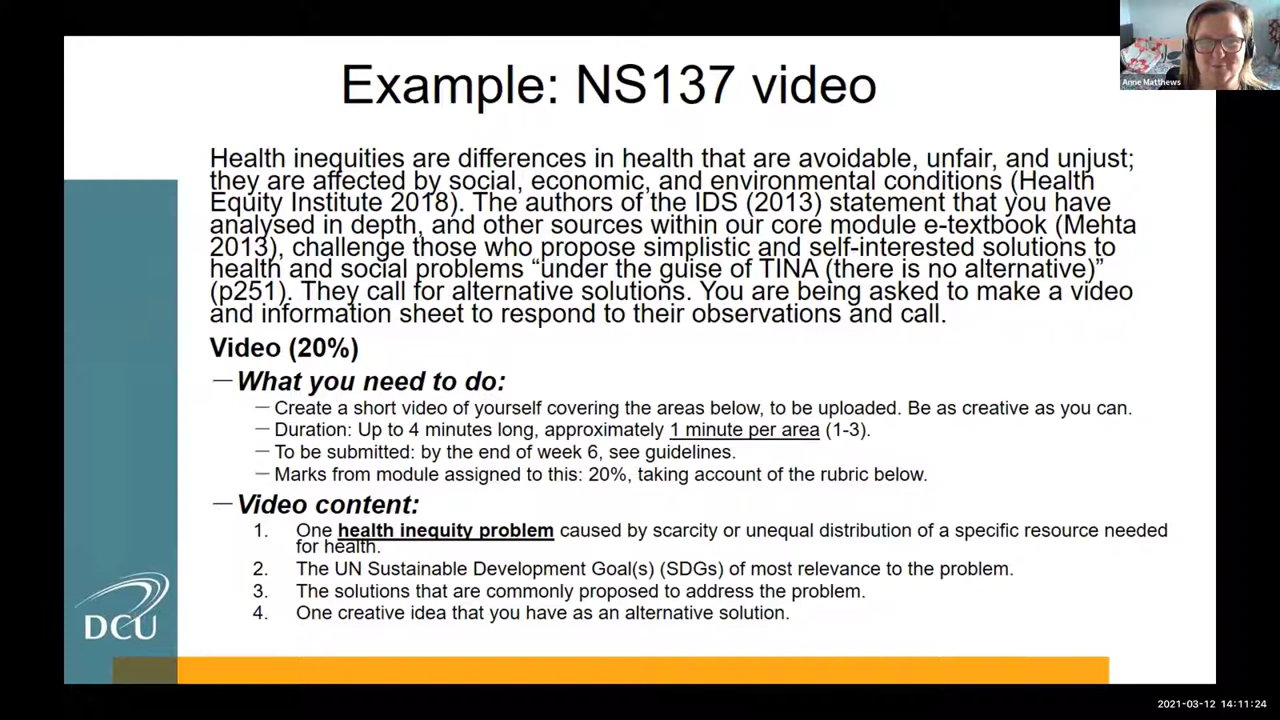 Example: NS137 video
Anne Matthews
Health inequities are differences in health that are avoidable, unfair, and unjust;
they are affected by social, economic, and environmental conditions (Health
Equity Institute 2018). The authors of the IDS (2013) statement that you have
analysed in depth, and other sources within our core module e-textbook (Mehta
2013), challenge those who propose simplistic and self-interested solutions to
health and social problems “under the guise of TINA (there is no alternative)”
(p251). They call for alternative solutions. You are being asked to make a video
and information sheet to respond to their observations and call.
Video (20%)
— What you need to do:
— Create a short video of yourself covering the areas below, to be uploaded. Be as creative as you can.
— Duration: Up to 4 minutes long, approximately 1 minute per area (1-3).
— To be submitted: by the end of week 6, see guidelines.
— Marks from module assigned to this: 20%, taking account of the rubric below.
— Video content:
1. One health inequity problem caused by scarcity or unequal distribution of a specific resource needed
for health.
2. The UN Sustainable Development Goal(s) (SDGs) of most relevance to the problem.
3. The solutions that are commonly proposed to address the problem.
4. One creative idea that you have as an alternative solution.
DCU
2021-03-12 14:11:24